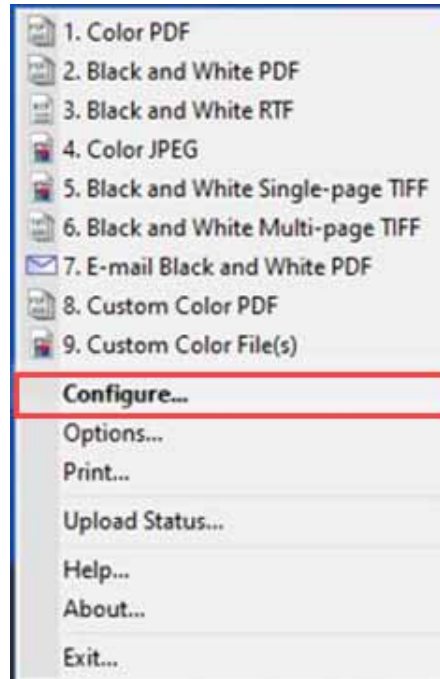 1. Color PDF
2. Black and White PDF
3. Black and White RTF
4. Color JPEG
5. Black and White Single-page TIFF
6. Black and White Multi-page TIFF
7. E-mail Black and White PDF
8. Custom Color PDF
9. Custom Color File(s)
Configure...
Options...
Print...
Upload Status...
Help...
About...
Exit...